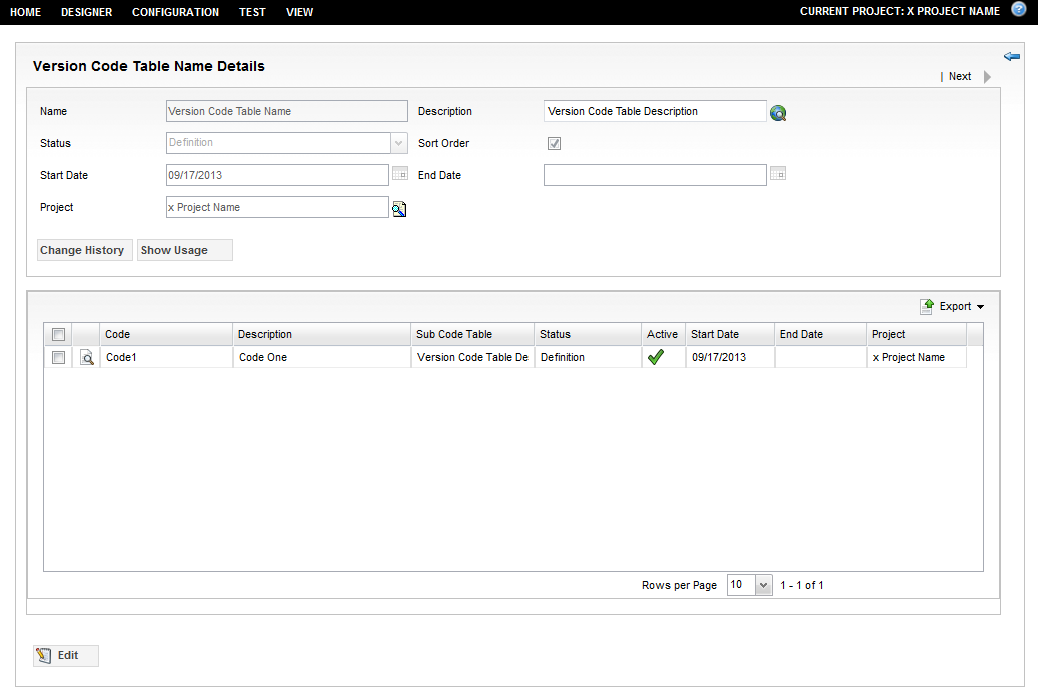 HOME DESIGNER CONFIGURATION TEST VIEW CURRENT PROJECT: X PROJECT NAME
Version Code Table Name Details
| Next
Name Version Code Table Name Description Version Code Table Description
Status Definition Sort Order
Start Date 09/17/2013 End Date
Project x Project Name
Change History Show Usage
Export
Code Description Sub Code Table Status Active Start Date End Date Project
Code1 Code One Version Code Table De Definition 09/17/2013 x Project Name
Rows per Page 10 1 - 1 of 1
Edit